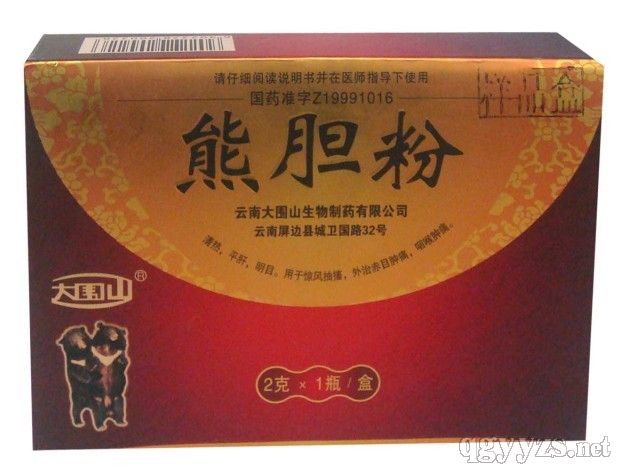 请仔细阅读说明书并在医师指导下使用
国药准字Z19991016
熊胆粉
云南大围山生物制药有限公司
云南屏边县城卫国路32号
清热，平肝，明目。用于惊风抽搐，外治赤目肿痛，咽喉肿痛。
大围山®
2克×1瓶/盒
qgyyzs.net